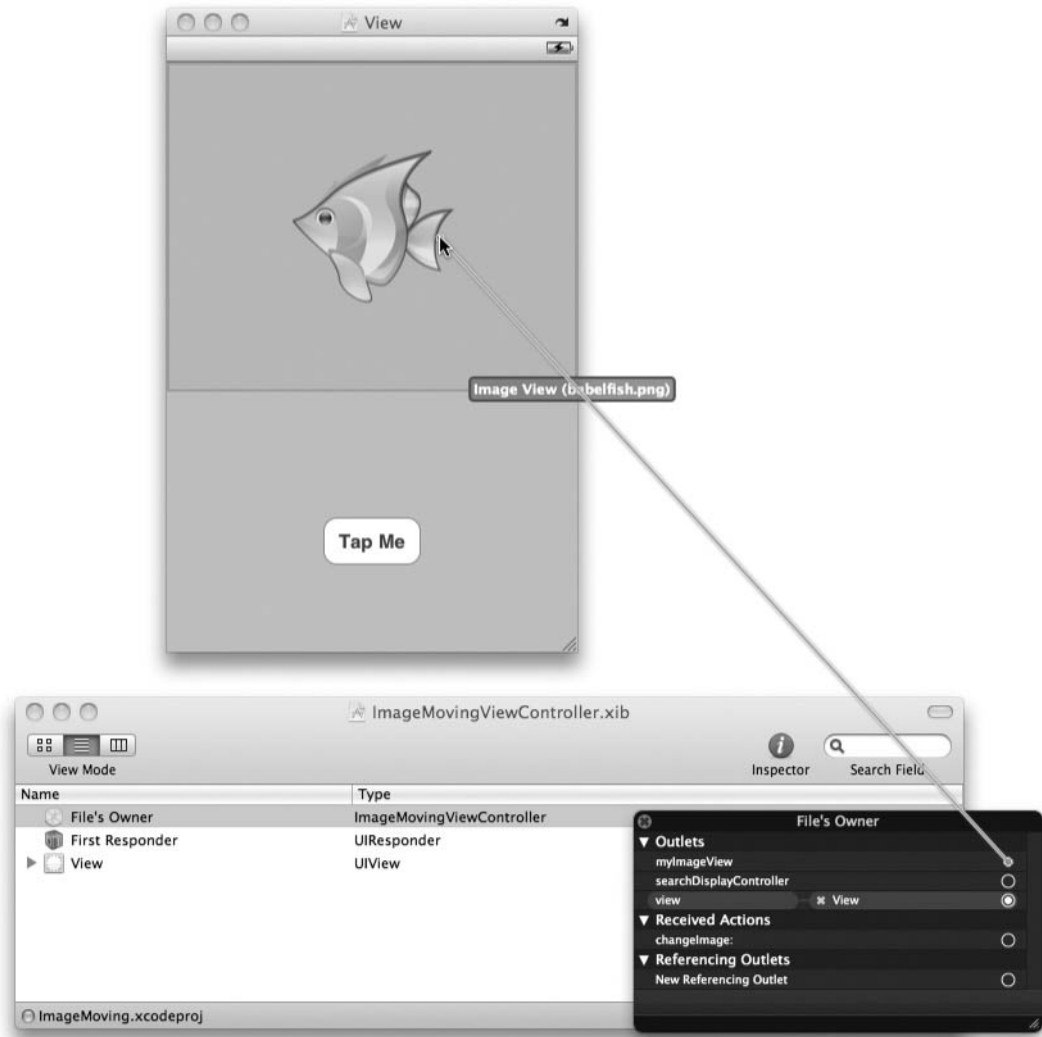 View
Image View (babelfish.png)
Tap Me
ImageMovingViewController.xib
View Mode
Inspector
Search Field
Name
Type
File's Owner
ImageMovingViewController
First Responder
UIResponder
View
UIView
File's Owner
Outlets
myImageView
searchDisplayController
view
View
Received Actions
changeImage:
Referencing Outlets
New Referencing Outlet
ImageMoving.xcodeproj